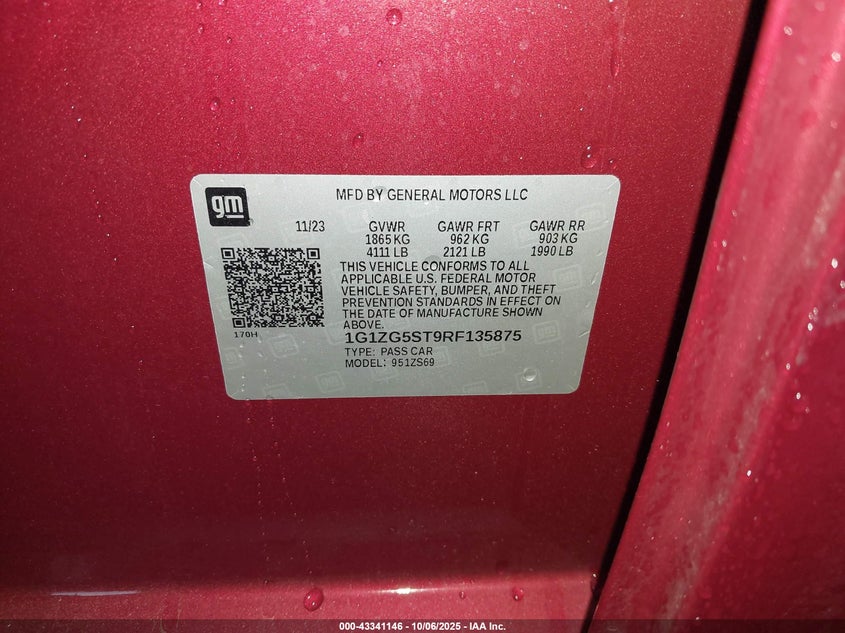 gm
MFD BY GENERAL MOTORS LLC
11/23 GVWR GAWR FRT GAWR RR
1865 KG 962 KG 903 KG
4111 LB 2121 LB 1990 LB
THIS VEHICLE CONFORMS TO ALL
APPLICABLE U.S. FEDERAL MOTOR
VEHICLE SAFETY, BUMPER, AND THEFT
PREVENTION STANDARDS IN EFFECT ON
THE DATE OF MANUFACTURE SHOWN
ABOVE.
170H
1G1ZG5ST9RF135875
TYPE: PASS CAR
MODEL: 951ZS69
000-43341146 - 10/06/2025 - IAA Inc.